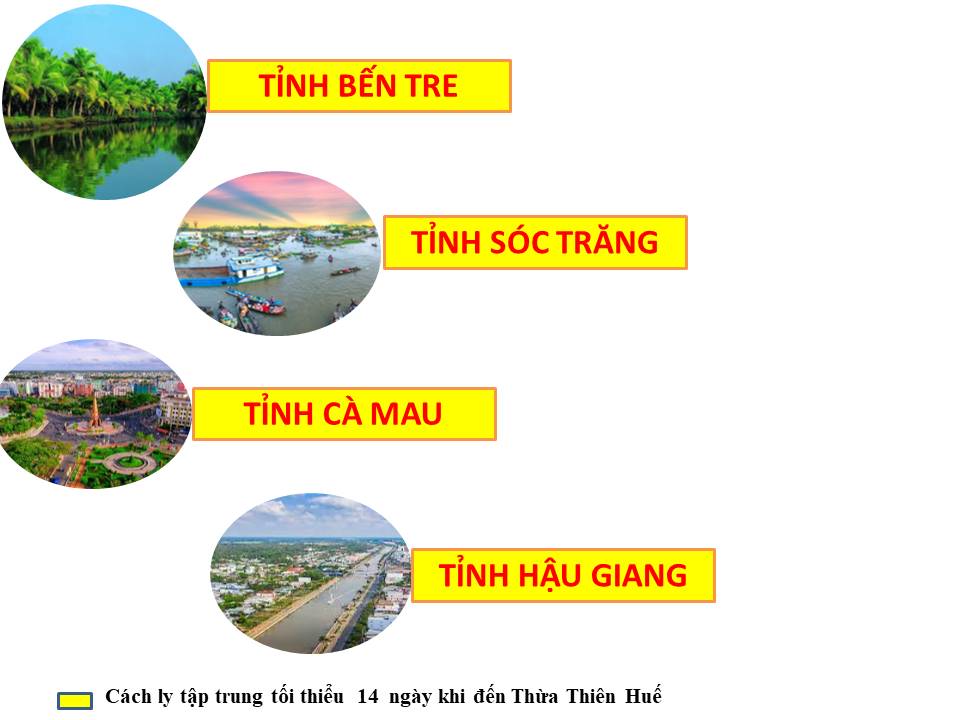 TỈNH BẾN TRE
TỈNH SÓC TRĂNG
TỈNH CÀ MAU
TỈNH HẬU GIANG
Cách ly tập trung tối thiểu 14 ngày khi đến Thừa Thiên Huế